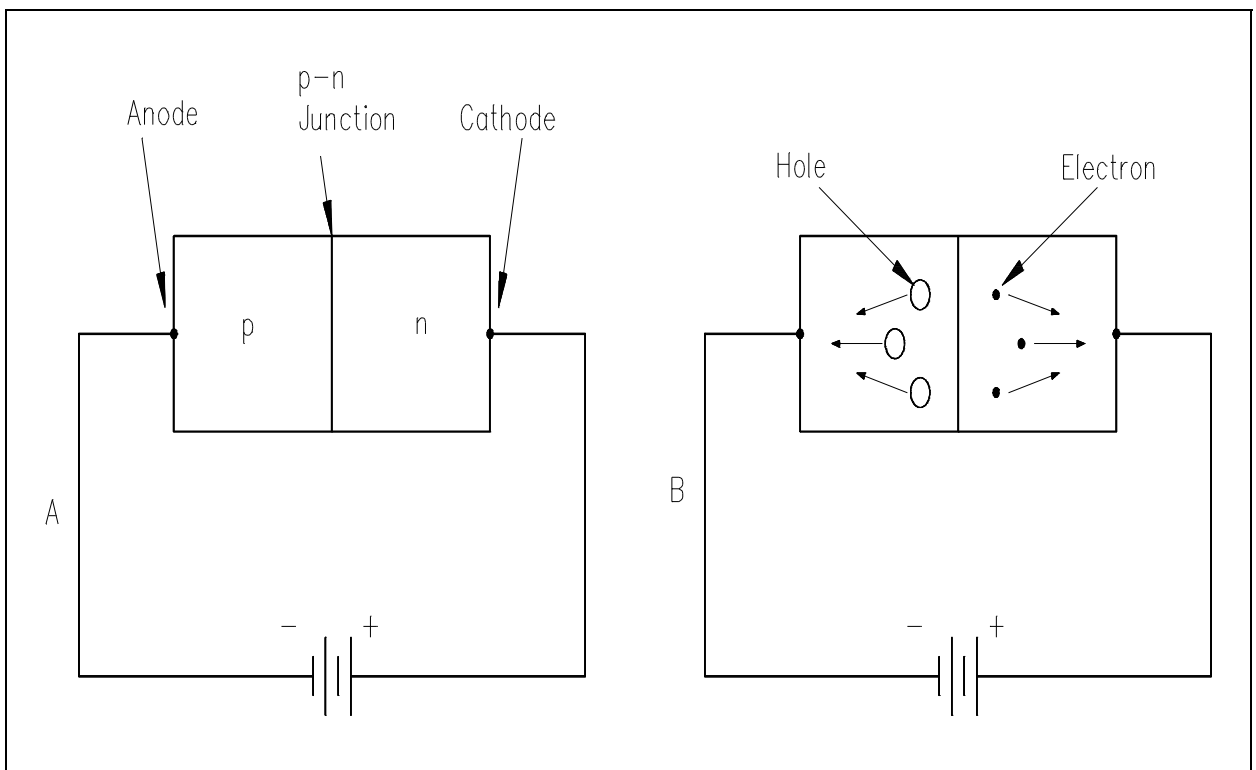 p-n
Junction
Anode
Cathode
p
n
A
- +
Hole
Electron
B
- +